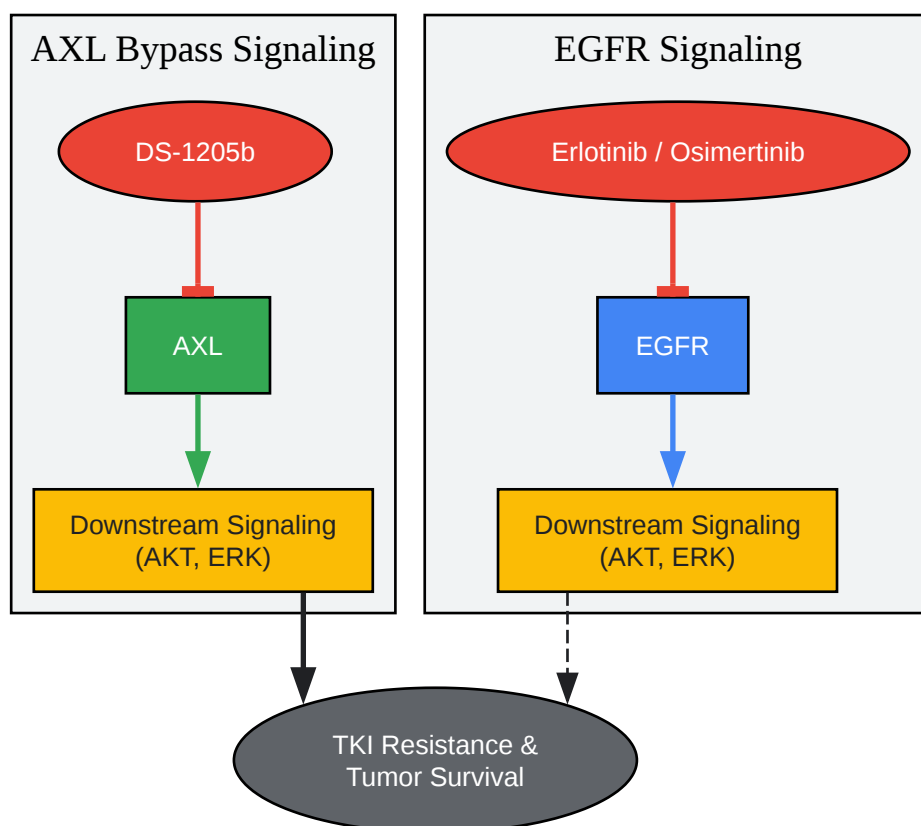 AXL Bypass Signaling
DS-1205b
AXL
Downstream Signaling
(AKT, ERK)
EGFR Signaling
Erlotinib / Osimertinib
EGFR
Downstream Signaling
(AKT, ERK)
TKI Resistance &
Tumor Survival